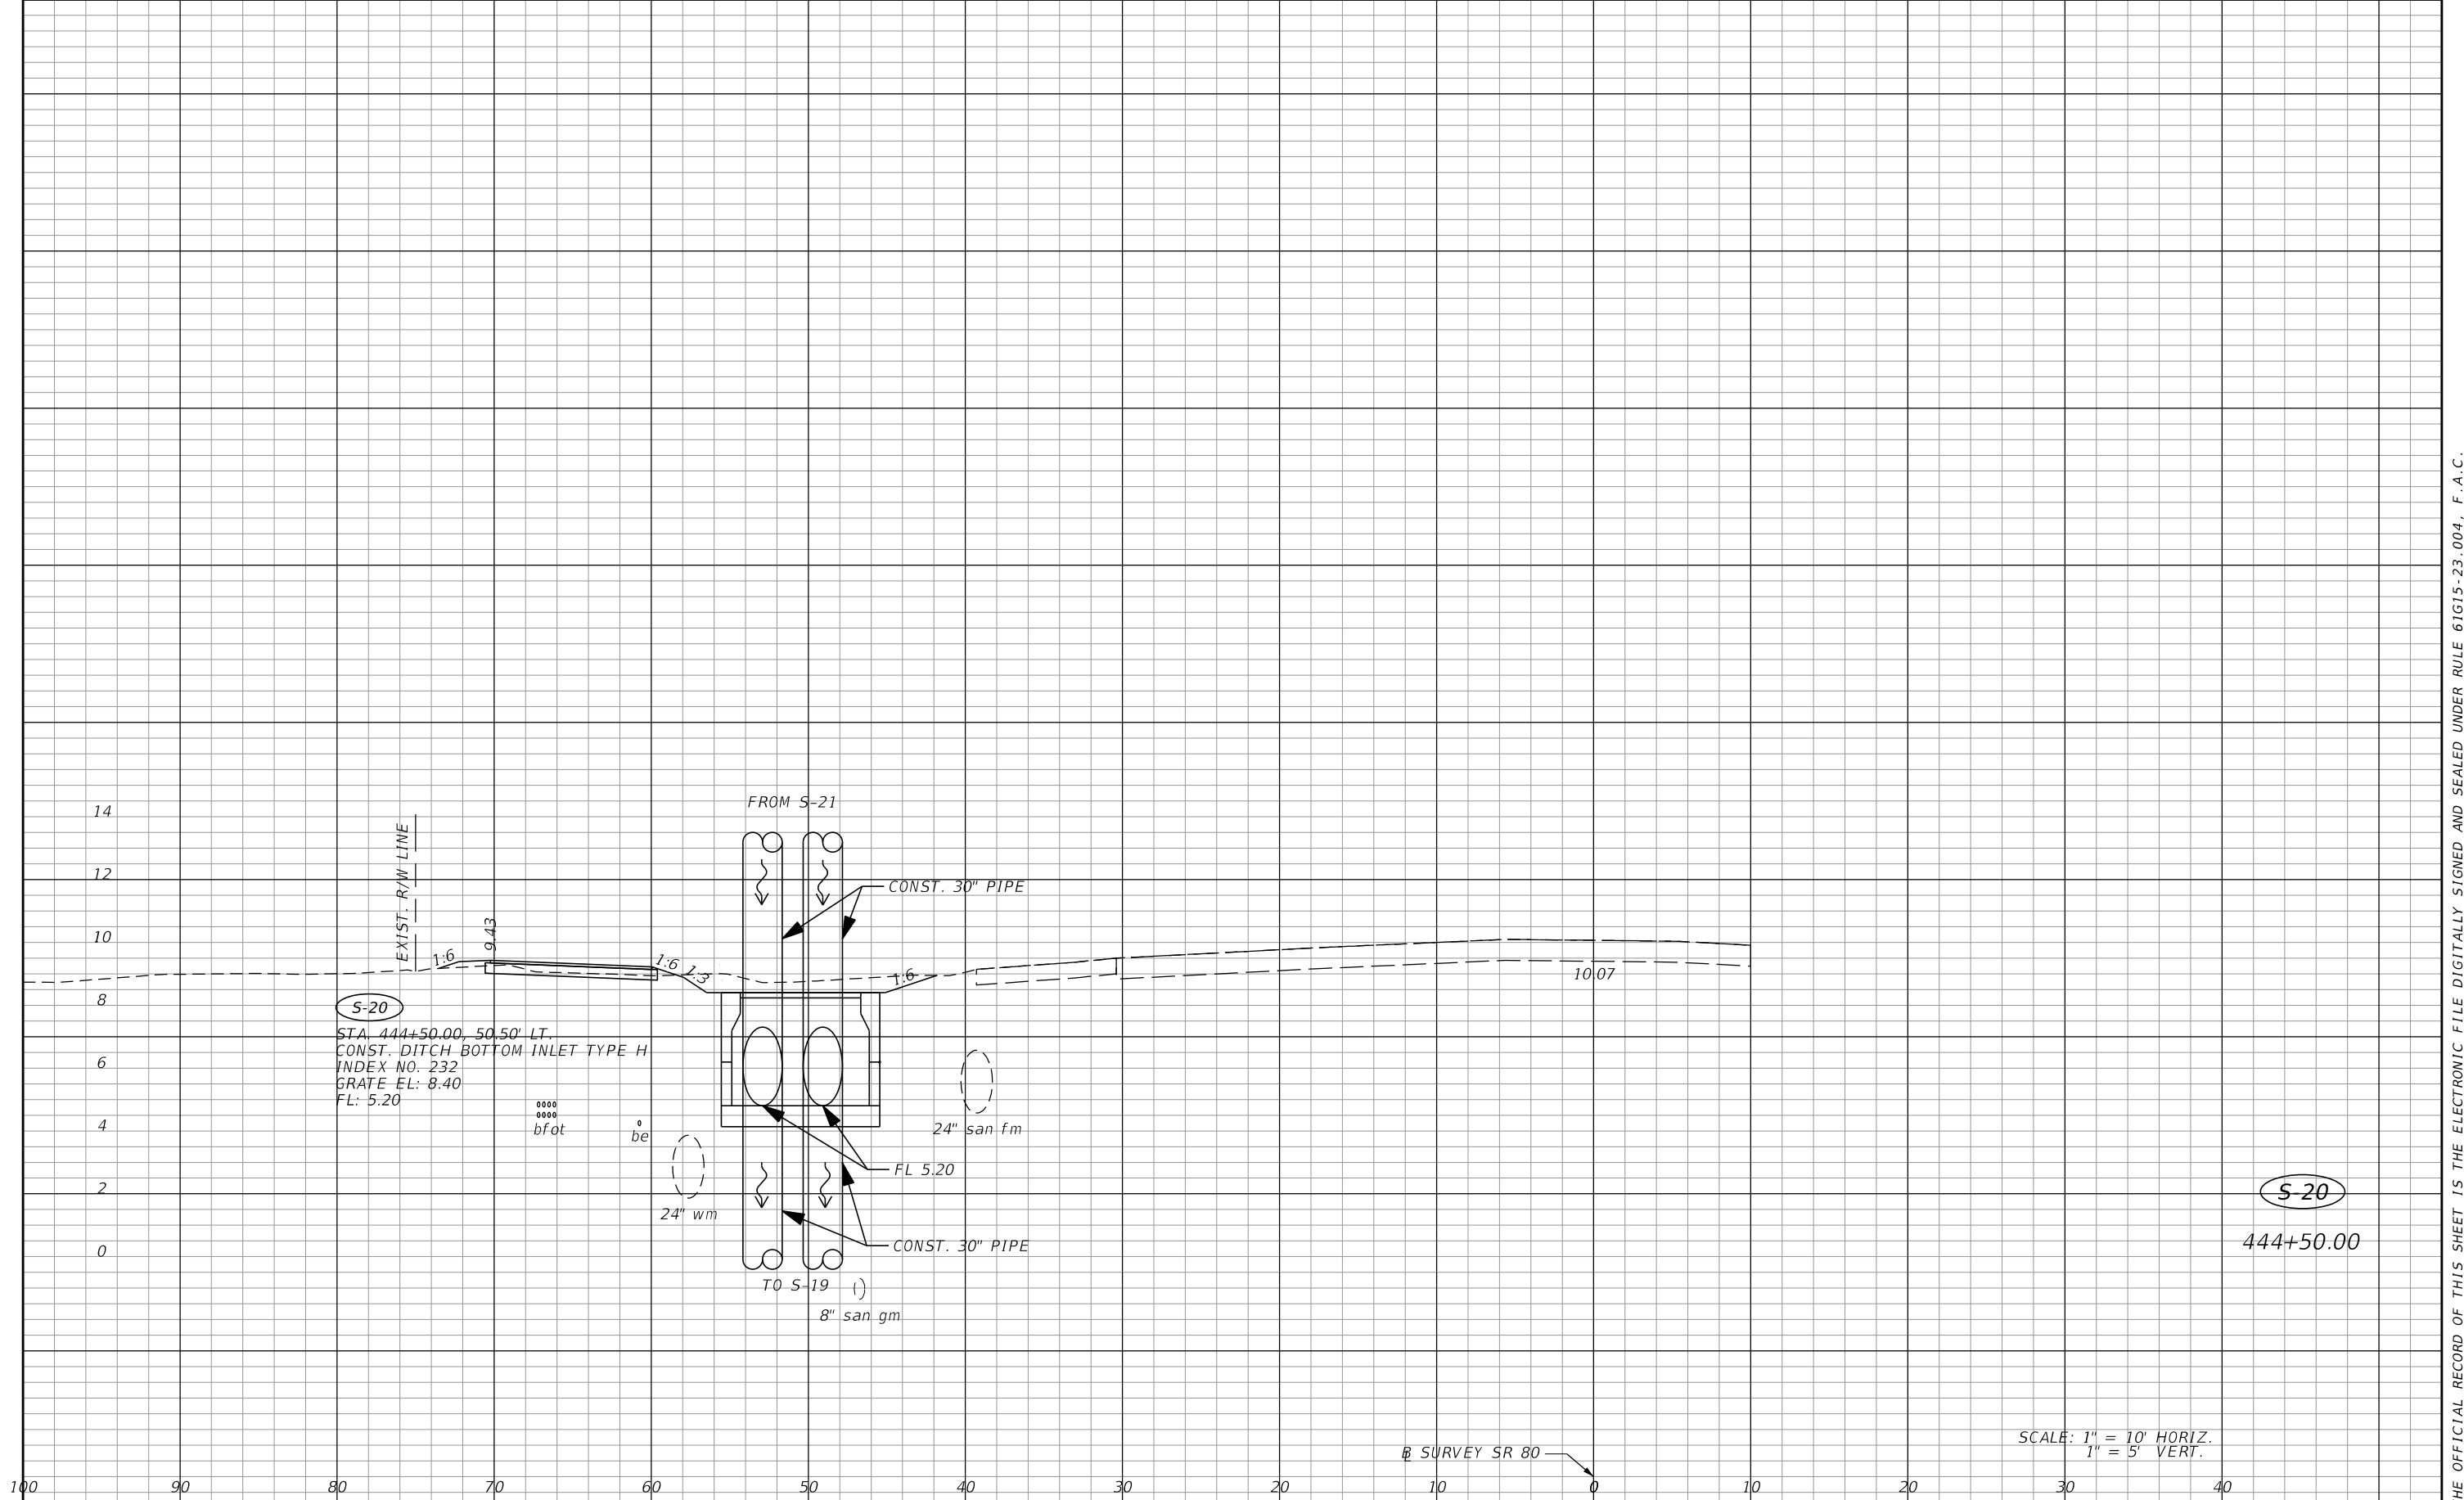 14
FROM S-21
EXIST. R/W LINE
12
CONST. 30" PIPE
10
9.43
1:6
1:6
1:3
1:6
10.07
8
S-20
STA. 444+50.00, 50.50' LT.
CONST. DITCH BOTTOM INLET TYPE H
INDEX NO. 232
GRATE EL: 8.40
FL: 5.20
6
4
bfot
be
24" san fm
FL 5.20
2
24" wm
S-20
444+50.00
0
CONST. 30" PIPE
TO S-19
8" san gm
SCALE: 1" = 10' HORIZ.
1" = 5' VERT.
BL SURVEY SR 80
100 90 80 70 60 50 40 30 20 10 0 10 20 30 40
HE OFFICIAL RECORD OF THIS SHEET IS THE ELECTRONIC FILE DIGITALLY SIGNED AND SEALED UNDER RULE 61G15-23.004, F.A.C.